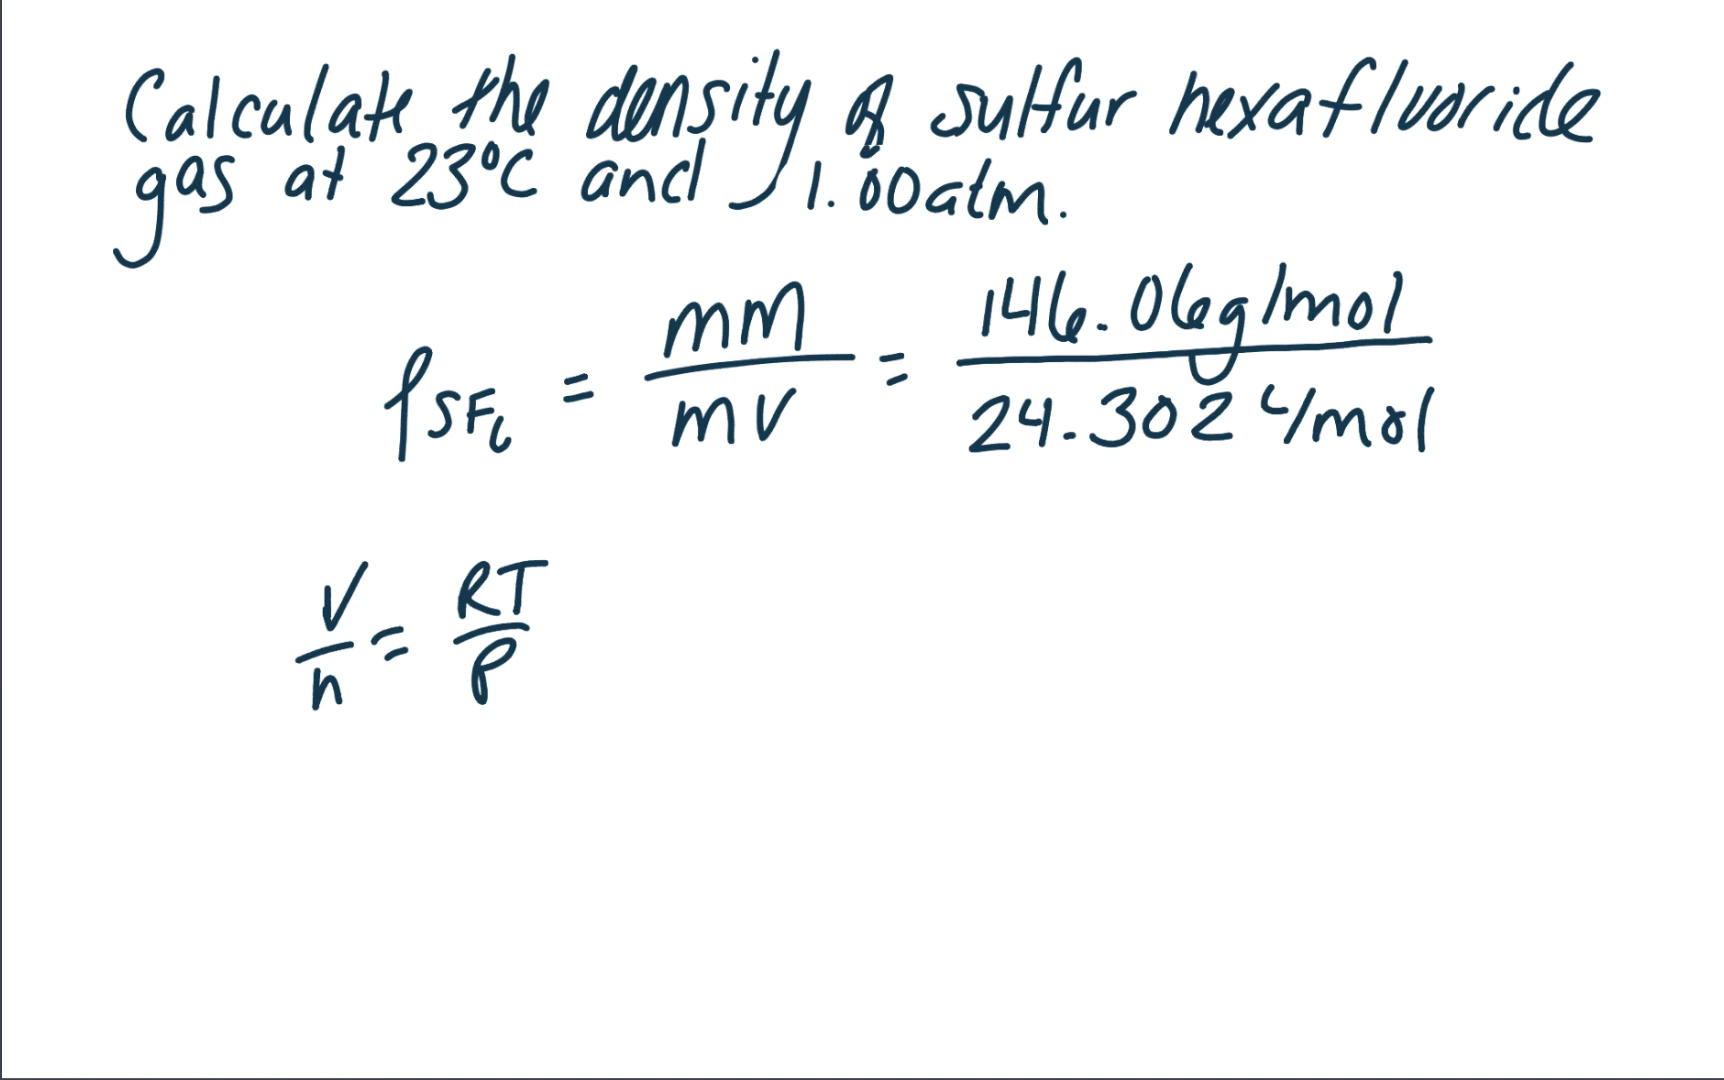 Calculate the density of sulfur hexafluoride
gas at 23°C and 1.00atm.
ρSF₆ = mM/mV = 146.06g/mol / 24.302 L/mol
V/n = RT/P